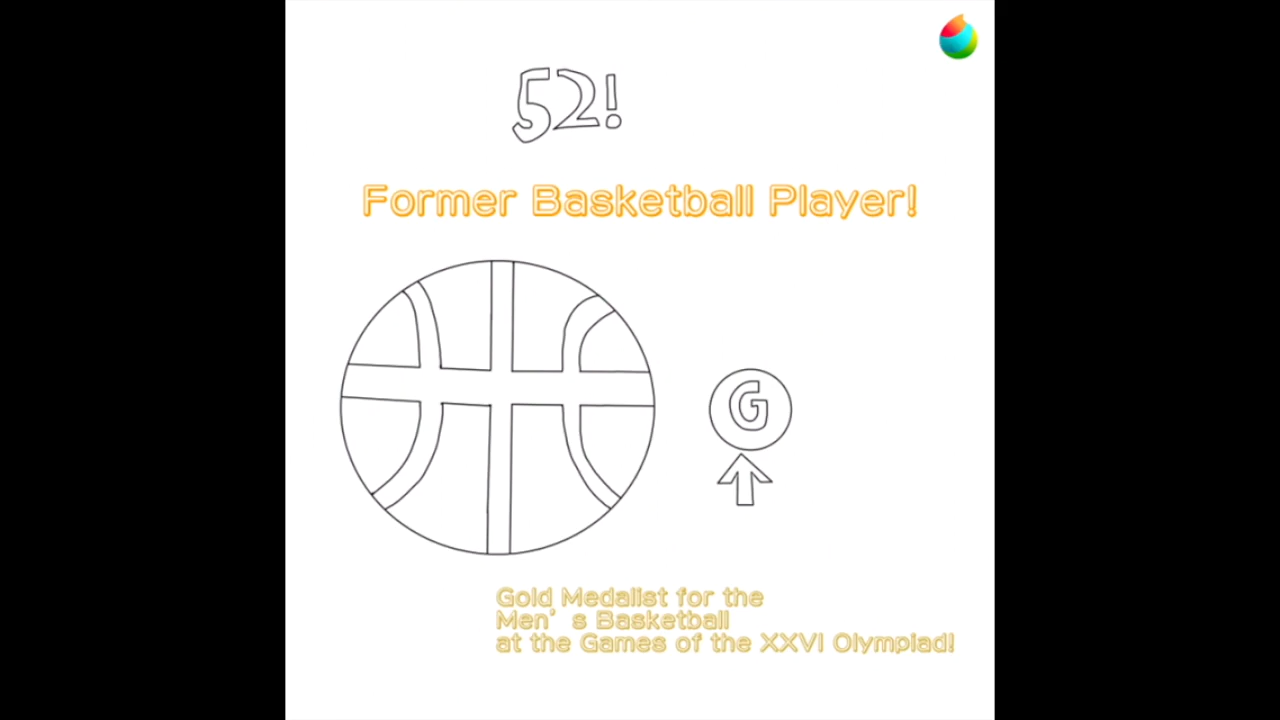 52!
Former Basketball Player!
G
Gold Medalist for the
Men’s Basketball
at the Games of the XXVI Olympiad!